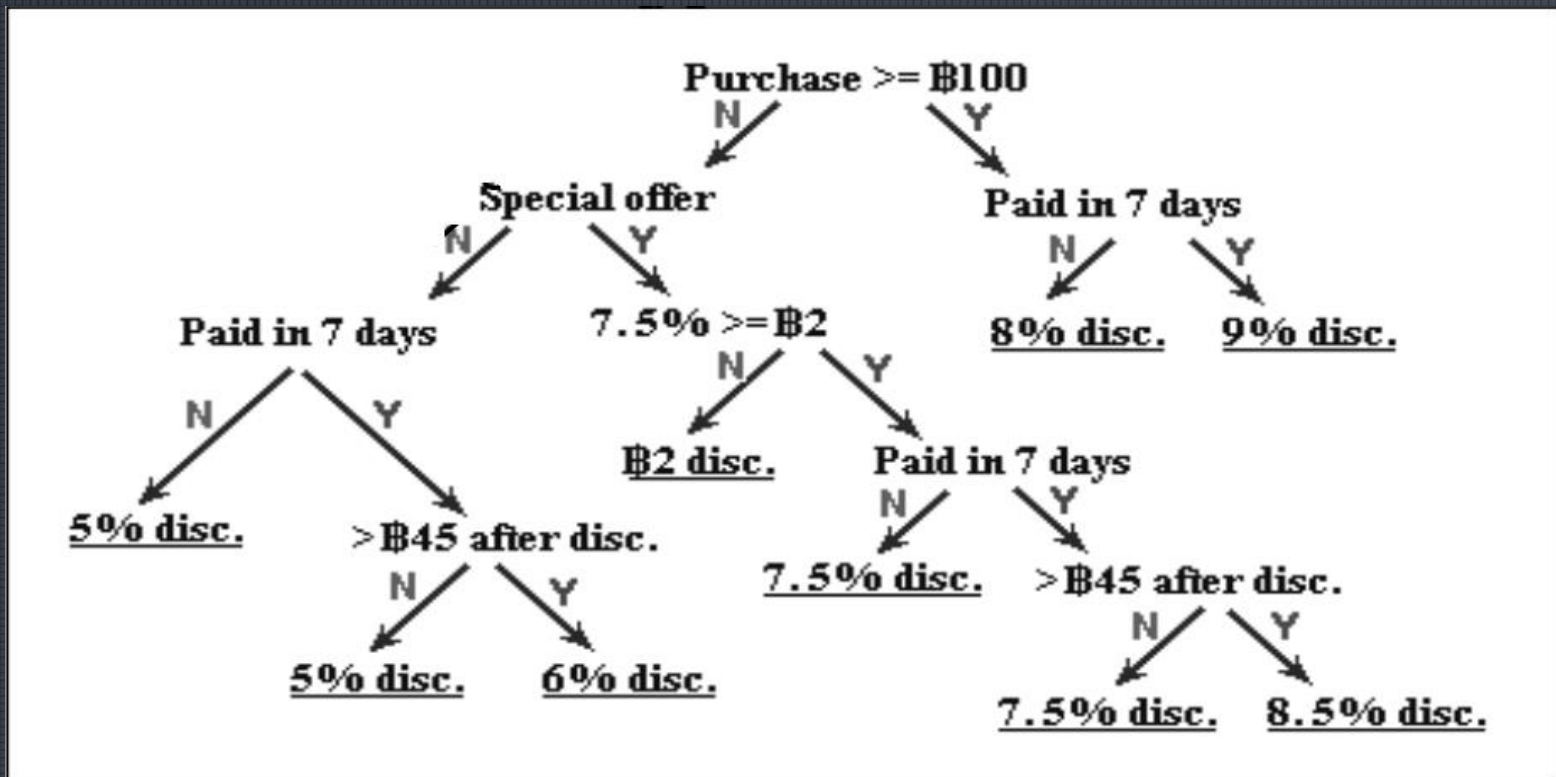 Purchase >= ฿100
N
Y
Special offer
Paid in 7 days
N
Y
N
Y
Paid in 7 days
7.5% >=฿2
8% disc.
9% disc.
N
Y
N
Y
฿2 disc.
Paid in 7 days
N
Y
5% disc.
>฿45 after disc.
7.5% disc.
>฿45 after disc.
N
Y
N
Y
5% disc.
6% disc.
7.5% disc.
8.5% disc.